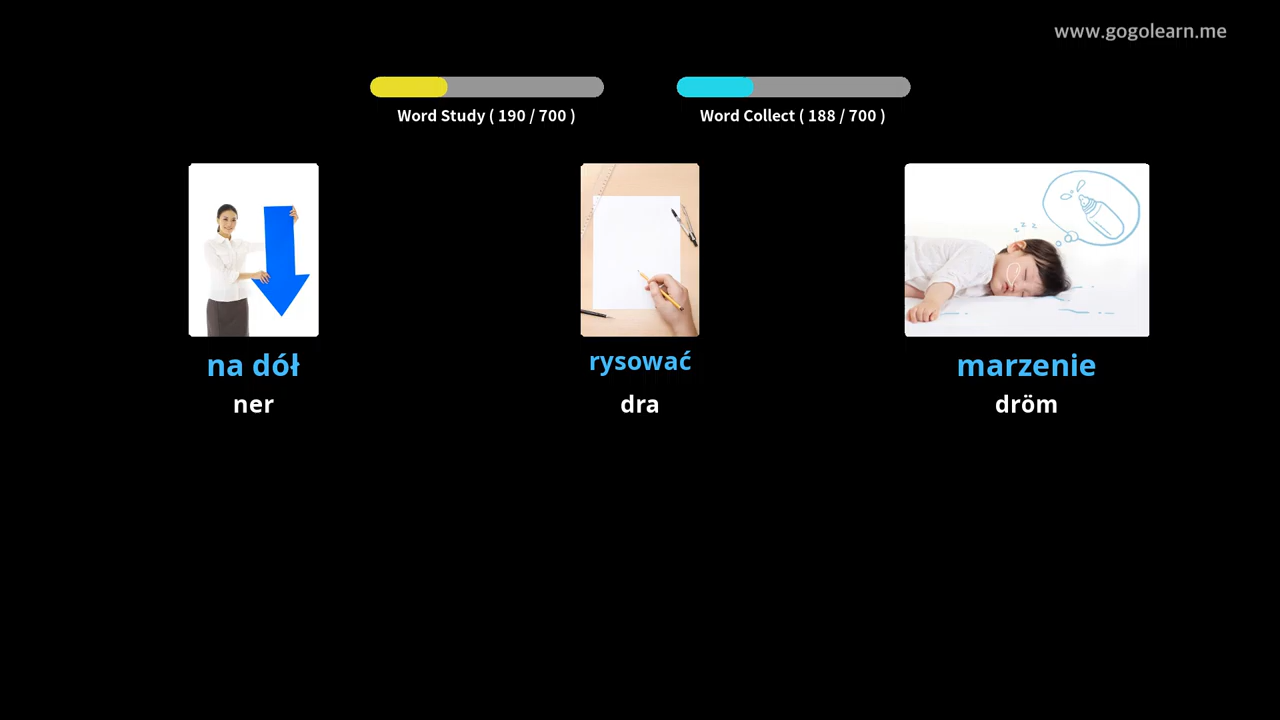 www.gogolearn.me
Word Study ( 190 / 700 )
Word Collect ( 188 / 700 )
na dół
rysować
marzenie
ner
dra
dröm